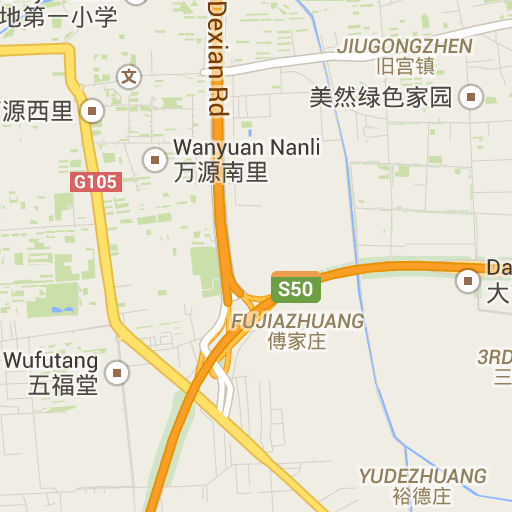 地第一小学
Dexian Rd
JIUGONGZHEN
旧宫镇
文
源西里
美然绿色家园
Wanyuan Nanli
万源南里
G105
S50
Da
大
FUJIAZHUANG
傅家庄
Wufutang
五福堂
3RD
三
YUDEZHUANG
裕德庄